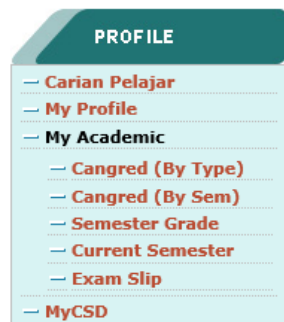 PROFILE
Carian Pelajar
My Profile
My Academic
Cangred (By Type)
Cangred (By Sem)
Semester Grade
Current Semester
Exam Slip
MyCSD